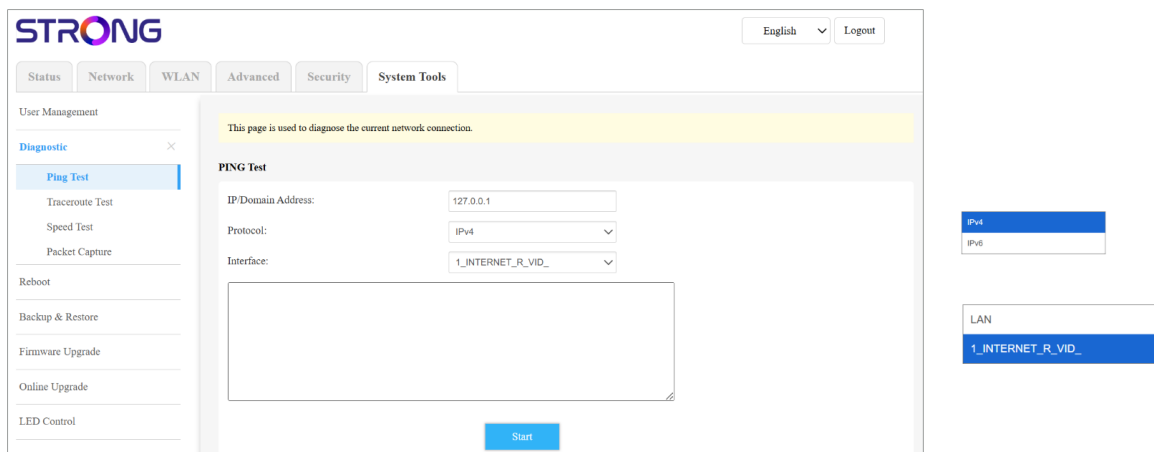 STRONG
English
Logout
Status
Network
WLAN
Advanced
Security
System Tools
User Management
Diagnostic
Ping Test
Traceroute Test
Speed Test
Packet Capture
Reboot
Backup & Restore
Firmware Upgrade
Online Upgrade
LED Control
This page is used to diagnose the current network connection.
PING Test
IP/Domain Address: 127.0.0.1
Protocol: IPv4
Interface: 1_INTERNET_R_VID_
Start
IPv4
IPv6
LAN
1_INTERNET_R_VID_